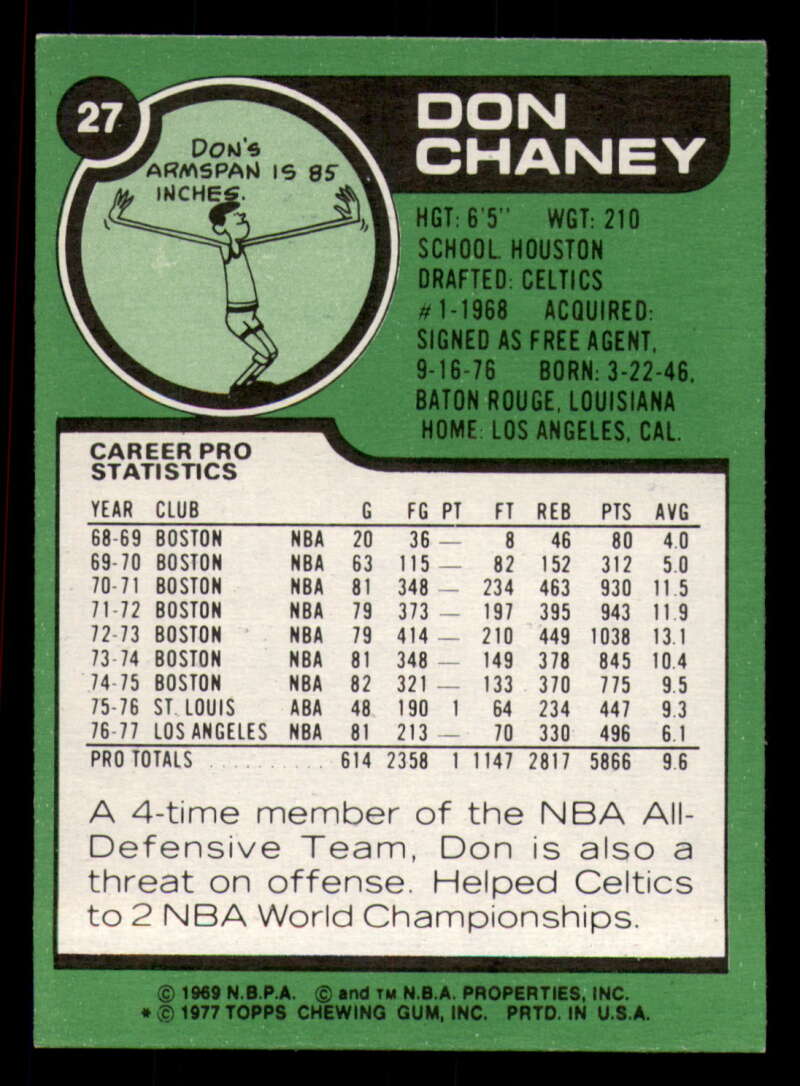 27
DON
CHANEY
DON'S
ARMSPAN IS 85
INCHES.
HGT: 6'5" WGT: 210
SCHOOL HOUSTON
DRAFTED: CELTICS
#1-1968 ACQUIRED:
SIGNED AS FREE AGENT,
9-16-76 BORN: 3-22-46,
BATON ROUGE, LOUISIANA
HOME: LOS ANGELES, CAL.
CAREER PRO
STATISTICS
YEAR CLUB G FG PT FT REB PTS AVG
68-69 BOSTON NBA 20 36 — 8 46 80 4.0
69-70 BOSTON NBA 63 115 — 82 152 312 5.0
70-71 BOSTON NBA 81 348 — 234 463 930 11.5
71-72 BOSTON NBA 79 373 — 197 395 943 11.9
72-73 BOSTON NBA 79 414 — 210 449 1038 13.1
73-74 BOSTON NBA 81 348 — 149 378 845 10.4
74-75 BOSTON NBA 82 321 — 133 370 775 9.5
75-76 ST. LOUIS ABA 48 190 1 64 234 447 9.3
76-77 LOS ANGELES NBA 81 213 — 70 330 496 6.1
PRO TOTALS .......... 614 2358 1 1147 2817 5866 9.6
A 4-time member of the NBA All-
Defensive Team, Don is also a
threat on offense. Helped Celtics
to 2 NBA World Championships.
© 1969 N.B.P.A. © and TM N.B.A. PROPERTIES, INC.
* © 1977 TOPPS CHEWING GUM, INC. PRTD. IN U.S.A.